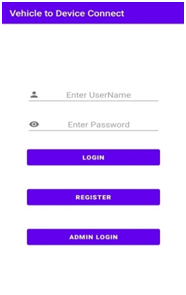 Vehicle to Device Connect
Enter UserName
Enter Password
LOGIN
REGISTER
ADMIN LOGIN